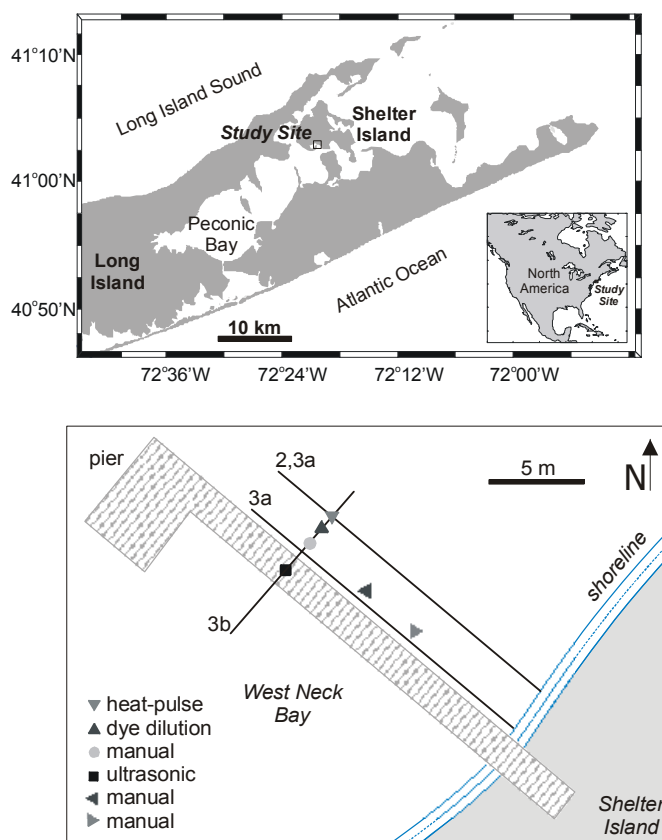 41°10'N
Long Island Sound
Shelter
Island
Study Site
41°00'N
Peconic
Bay
Long
Island
Atlantic Ocean
North
America
Study
Site
40°50'N
10 km
72°36'W
72°24'W
72°12'W
72°00'W
pier
2,3a
5 m
N
3a
shoreline
3b
West Neck
Bay
heat-pulse
dye dilution
manual
ultrasonic
manual
manual
Shelter
Island